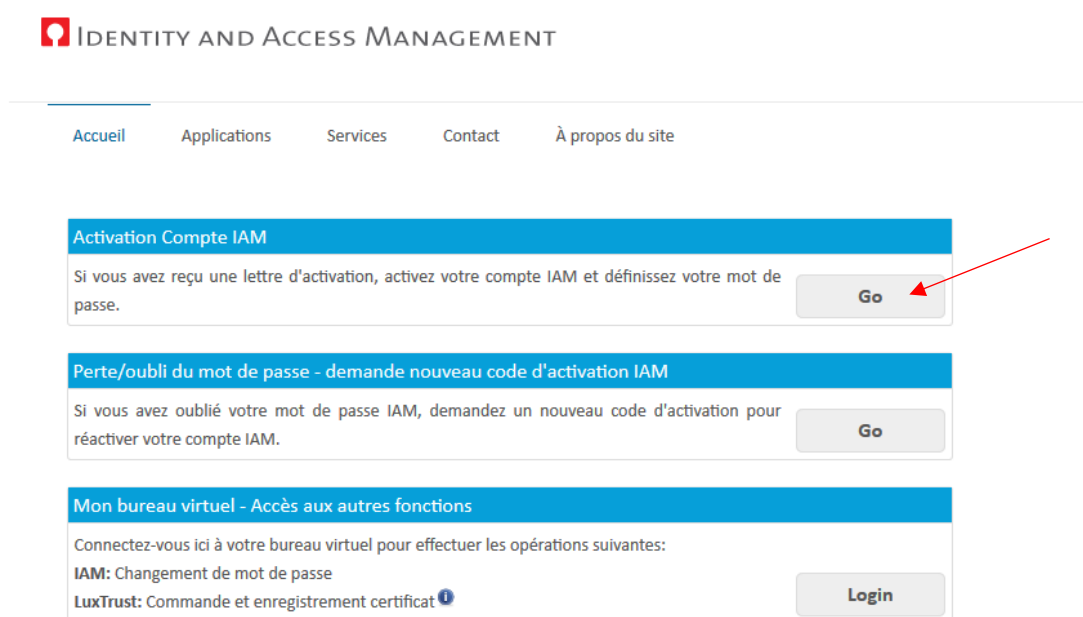 IDENTITY AND ACCESS MANAGEMENT
Accueil Applications Services Contact À propos du site
Activation Compte IAM
Si vous avez reçu une lettre d'activation, activez votre compte IAM et définissez votre mot de
passe.
Go
Perte/oubli du mot de passe - demande nouveau code d'activation IAM
Si vous avez oublié votre mot de passe IAM, demandez un nouveau code d'activation pour
réactiver votre compte IAM.
Go
Mon bureau virtuel - Accès aux autres fonctions
Connectez-vous ici à votre bureau virtuel pour effectuer les opérations suivantes:
IAM: Changement de mot de passe
LuxTrust: Commande et enregistrement certificat i
Login